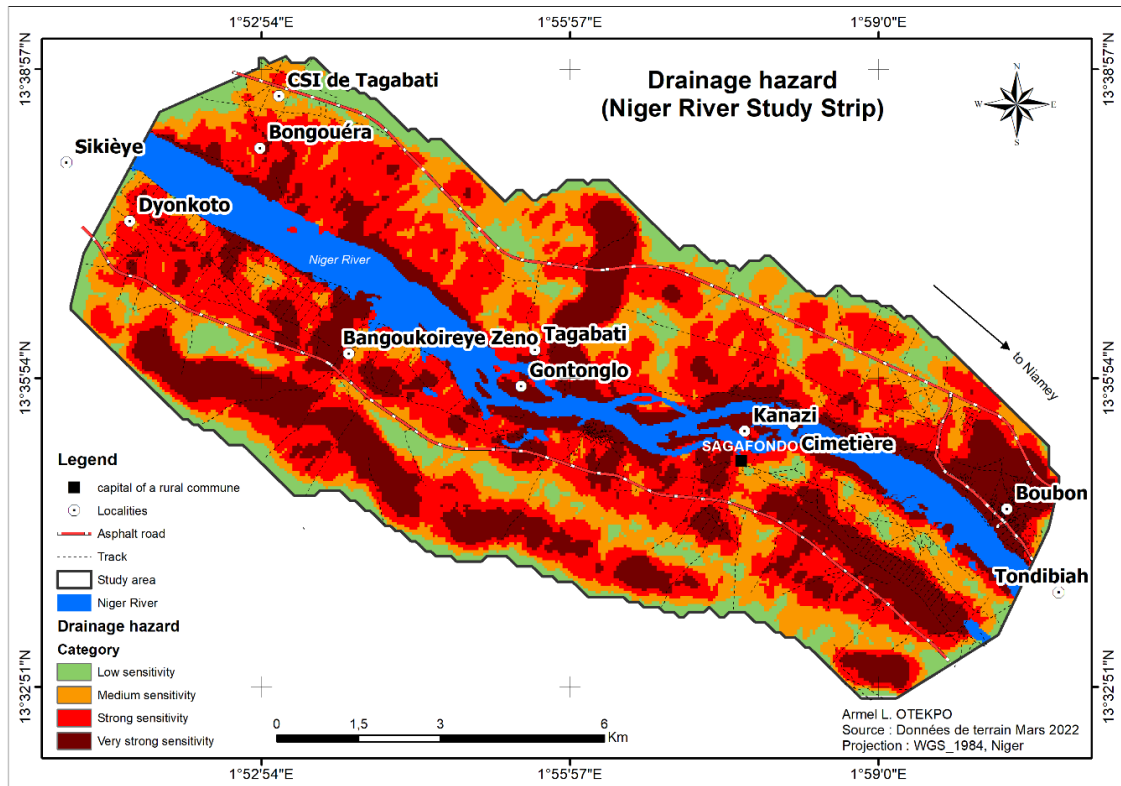 1°52'54"E
1°55'57"E
1°59'0"E
13°38'57"N
13°38'57"N
Drainage hazard
(Niger River Study Strip)
N
W
E
S
CSI de Tagabati
Bongouéra
Sikièye
Dyonkoto
Niger River
Bangoukoireye Zeno
Tagabati
Gontonglo
to Niamey
13°35'54"N
13°35'54"N
Kanazi
SAGAFONDO
Cimetière
Boubon
Tondibiah
Legend
capital of a rural commune
Localities
Asphalt road
Track
Study area
Niger River
Drainage hazard
Category
Low sensitivity
Medium sensitivity
Strong sensitivity
Very strong sensitivity
13°32'51"N
13°32'51"N
0
1,5
3
6
Km
Armel L. OTEKPO
Source : Données de terrain Mars 2022
Projection : WGS_1984, Niger
1°52'54"E
1°55'57"E
1°59'0"E